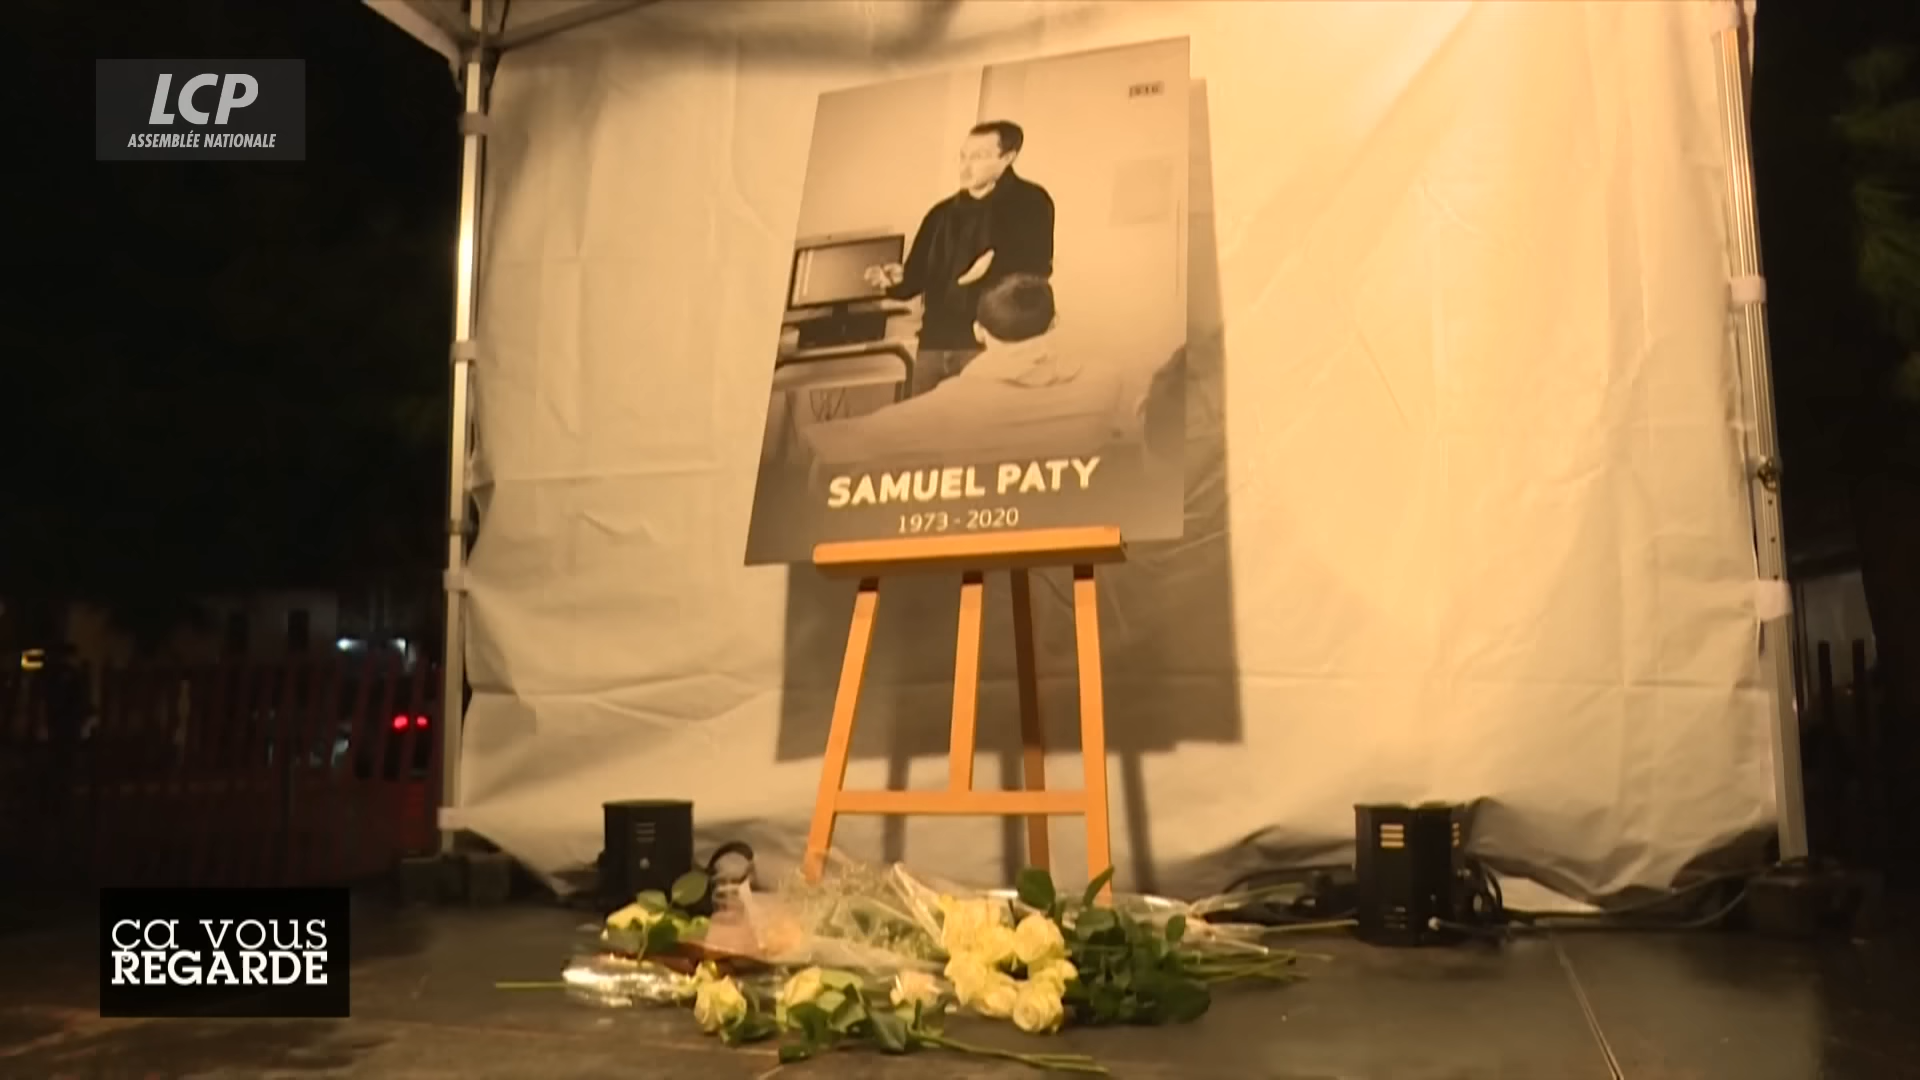 LCP
ASSEMBLÉE NATIONALE
SAMUEL PATY
1973 - 2020
ça vous
REGARDE